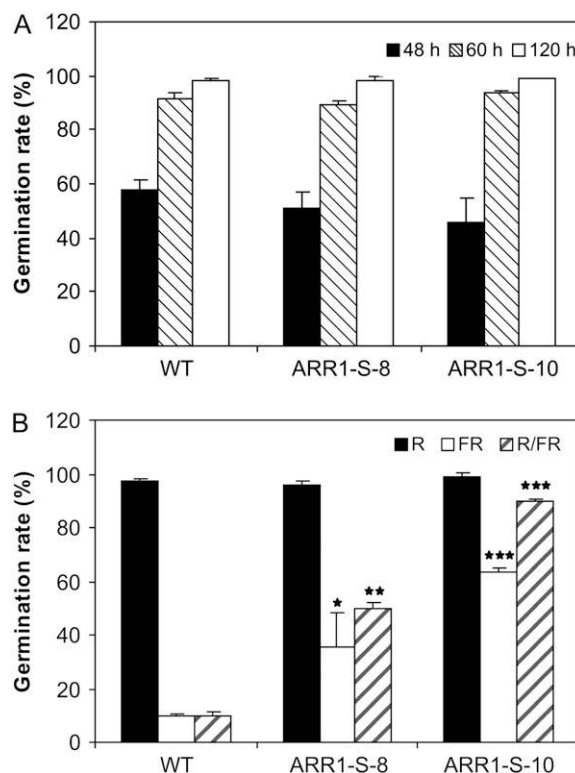 A
120
100
80
60
40
20
0
Germination rate (%)
48 h 60 h 120 h
WT ARR1-S-8 ARR1-S-10
B
120
100
80
60
40
20
0
Germination rate (%)
R FR R/FR
★ ★★ ★★★ ★★★
WT ARR1-S-8 ARR1-S-10